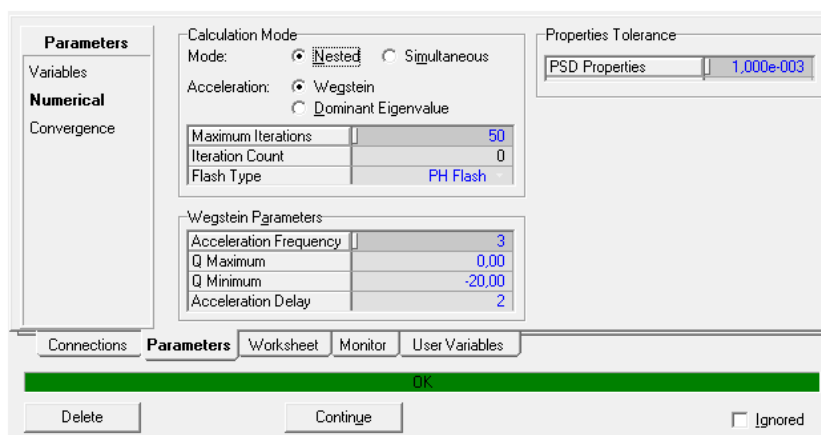 Parameters
Variables
Numerical
Convergence
Calculation Mode
Mode: Nested Simultaneous
Acceleration: Wegstein
Dominant Eigenvalue
Maximum Iterations 50
Iteration Count 0
Flash Type PH Flash
Wegstein Parameters
Acceleration Frequency 3
Q Maximum 0,00
Q Minimum -20,00
Acceleration Delay 2
Properties Tolerance
PSD Properties 1,000e-003
Connections Parameters Worksheet Monitor User Variables
OK
Delete Continue Ignored